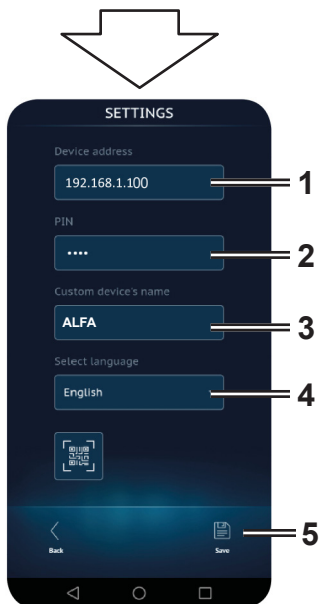 SETTINGS
Device address
192.168.1.100
1
PIN
••••
2
Custom device's name
ALFA
3
Select language
English
4
Back
Save
5